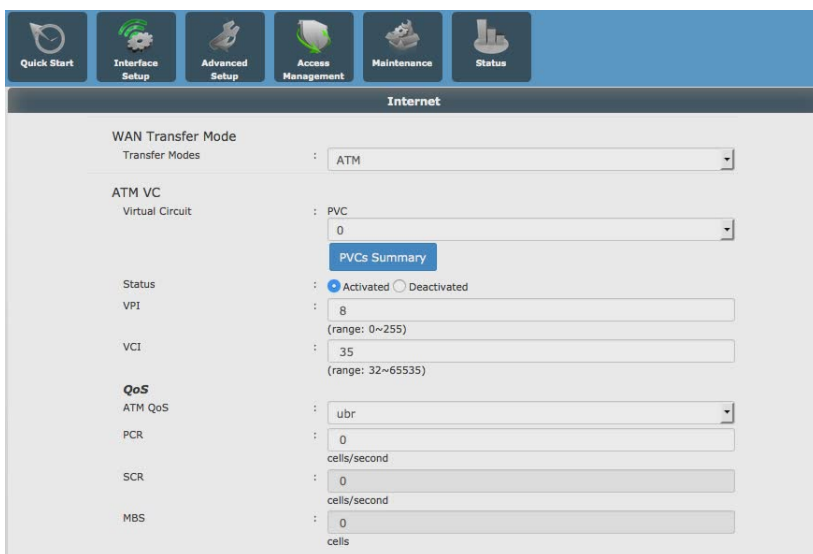 Quick Start
Interface
Setup
Advanced
Setup
Access
Management
Maintenance
Status
Internet
WAN Transfer Mode
Transfer Modes : ATM
ATM VC
Virtual Circuit : PVC
0
PVCs Summary
Status : Activated Deactivated
VPI : 8
(range: 0~255)
VCI : 35
(range: 32~65535)
QoS
ATM QoS : ubr
PCR : 0
cells/second
SCR : 0
cells/second
MBS : 0
cells